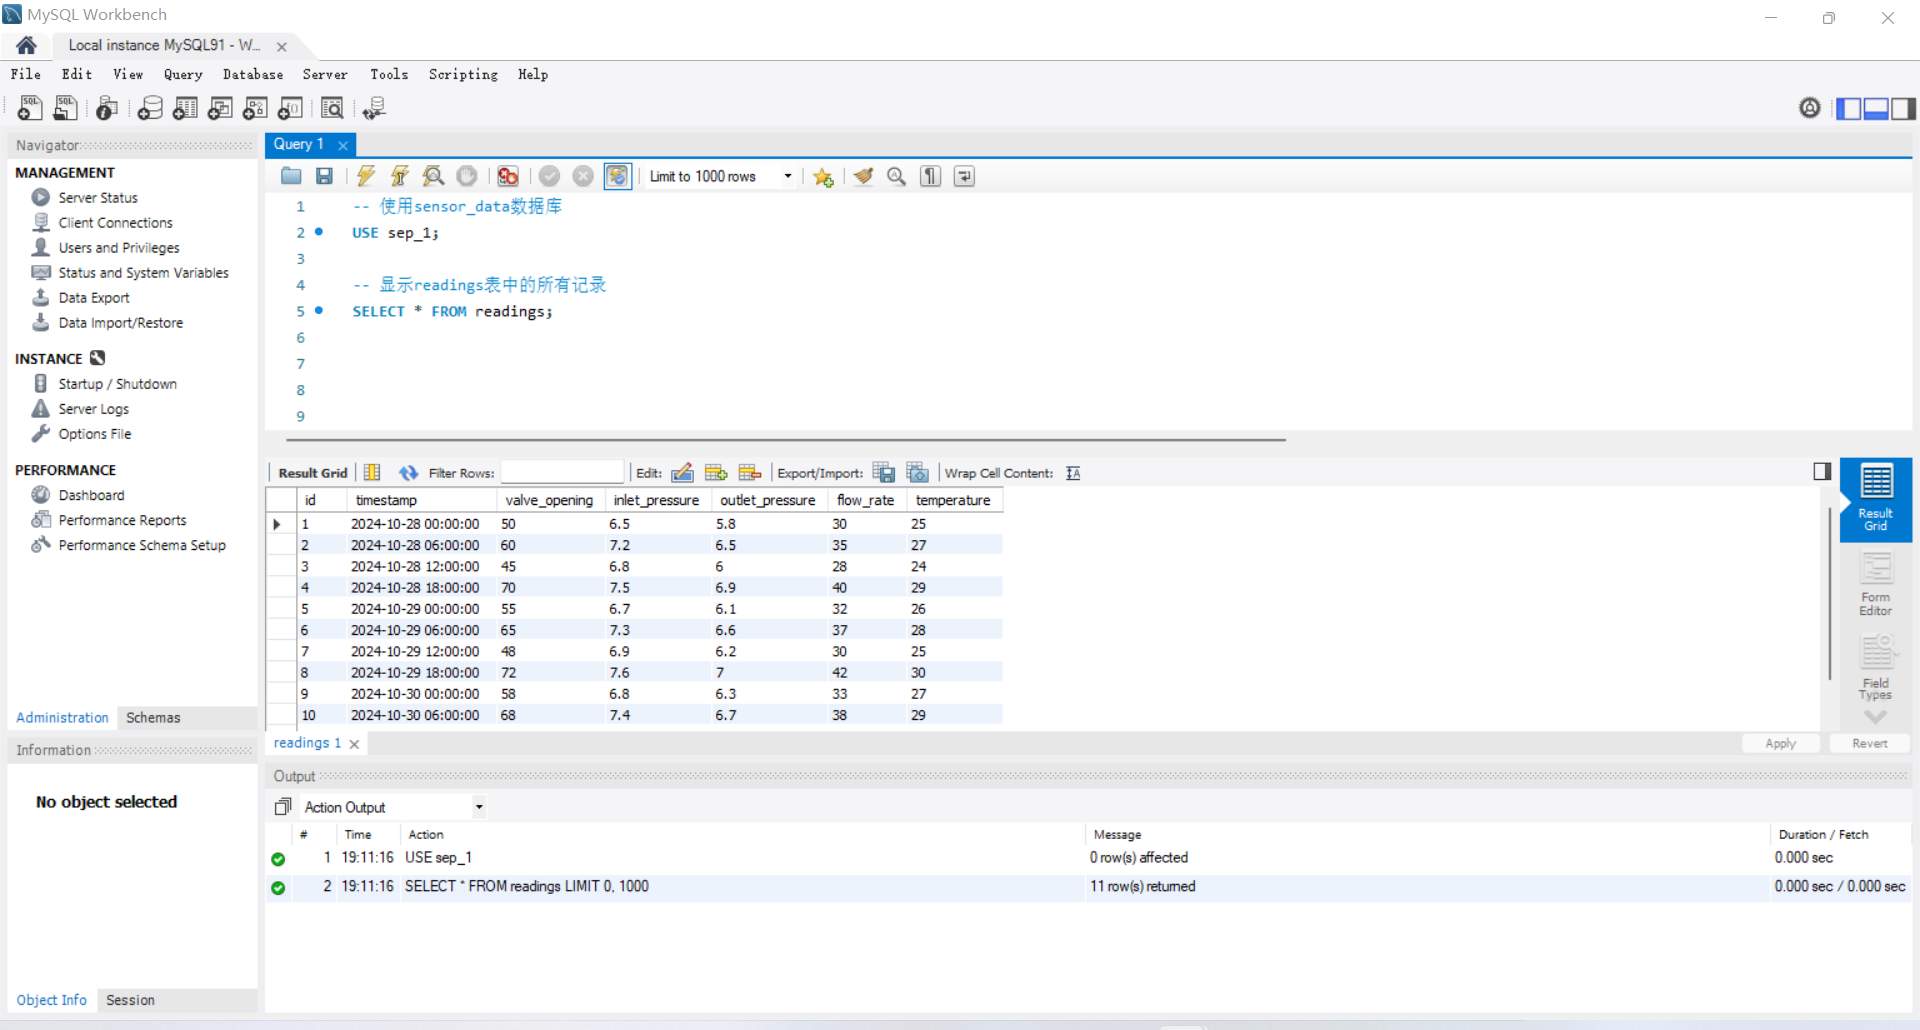 MySQL Workbench
Local instance MySQL91 - W...
File Edit View Query Database Server Tools Scripting Help
Navigator
MANAGEMENT
Server Status
Client Connections
Users and Privileges
Status and System Variables
Data Export
Data Import/Restore
INSTANCE
Startup / Shutdown
Server Logs
Options File
PERFORMANCE
Dashboard
Performance Reports
Performance Schema Setup
Administration Schemas
Information
No object selected
Object Info Session
Query 1
Limit to 1000 rows
1 -- 使用sensor_data数据库
2 USE sep_1;
3
4 -- 显示readings表中的所有记录
5 SELECT * FROM readings;
6
7
8
9
Result Grid Filter Rows: Edit: Export/Import: Wrap Cell Content:
id timestamp valve_opening inlet_pressure outlet_pressure flow_rate temperature
1 2024-10-28 00:00:00 50 6.5 5.8 30 25
2 2024-10-28 06:00:00 60 7.2 6.5 35 27
3 2024-10-28 12:00:00 45 6.8 6 28 24
4 2024-10-28 18:00:00 70 7.5 6.9 40 29
5 2024-10-29 00:00:00 55 6.7 6.1 32 26
6 2024-10-29 06:00:00 65 7.3 6.6 37 28
7 2024-10-29 12:00:00 48 6.9 6.2 30 25
8 2024-10-29 18:00:00 72 7.6 7 42 30
9 2024-10-30 00:00:00 58 6.8 6.3 33 27
10 2024-10-30 06:00:00 68 7.4 6.7 38 29
Result
Grid
Form
Editor
Field
Types
readings 1
Apply Revert
Output
Action Output
# Time Action Message Duration / Fetch
1 19:11:16 USE sep_1 0 row(s) affected 0.000 sec
2 19:11:16 SELECT * FROM readings LIMIT 0, 1000 11 row(s) returned 0.000 sec / 0.000 sec